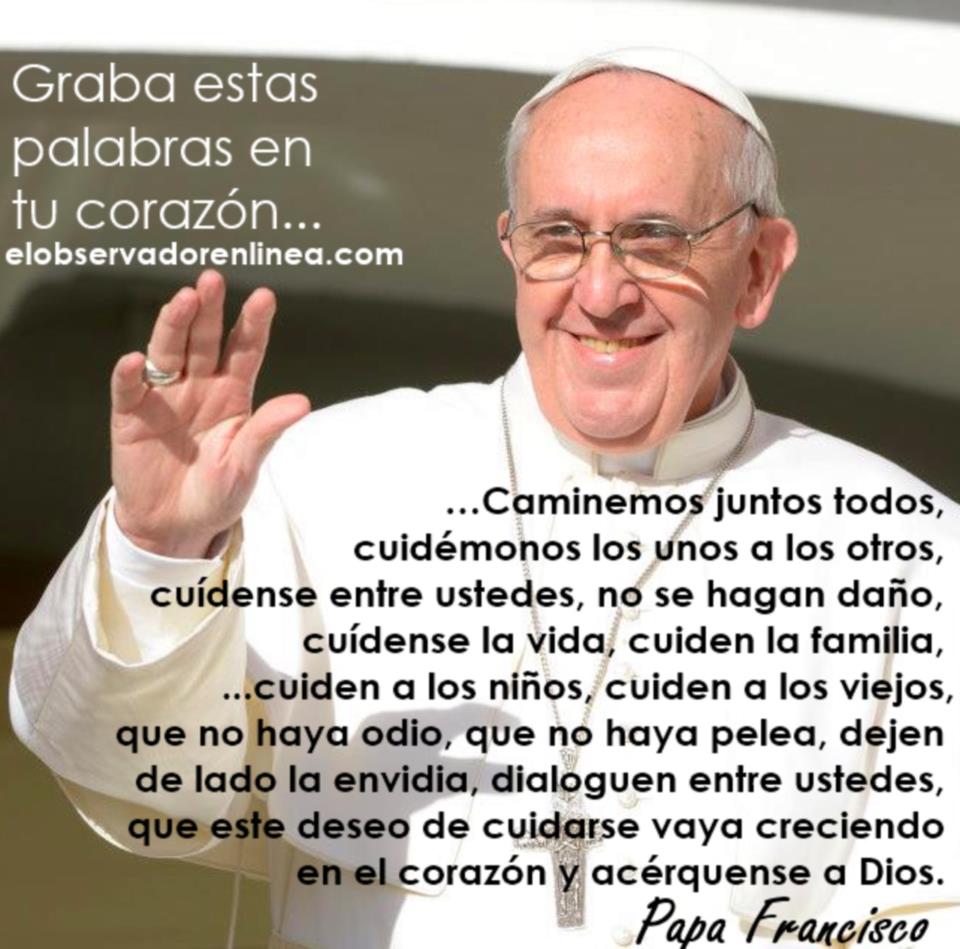 Graba estas
palabras en
tu corazón...
elobservadorenlinea.com
...Caminemos juntos todos,
cuidémonos los unos a los otros,
cuídense entre ustedes, no se hagan daño,
cuídense la vida, cuiden la familia,
...cuiden a los niños, cuiden a los viejos,
que no haya odio, que no haya pelea, dejen
de lado la envidia, dialoguen entre ustedes,
que este deseo de cuidarse vaya creciendo
en el corazón y acérquense a Dios.
Papa Francisco